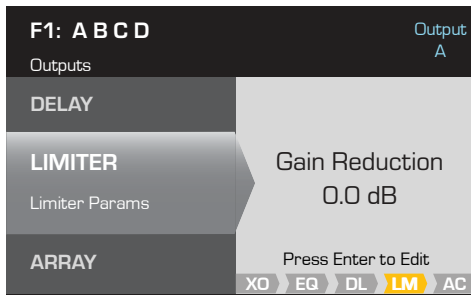 F1: A B C D
Output
A
Outputs
DELAY
LIMITER
Limiter Params
ARRAY
Gain Reduction
0.0 dB
Press Enter to Edit
XO EQ DL LM AC